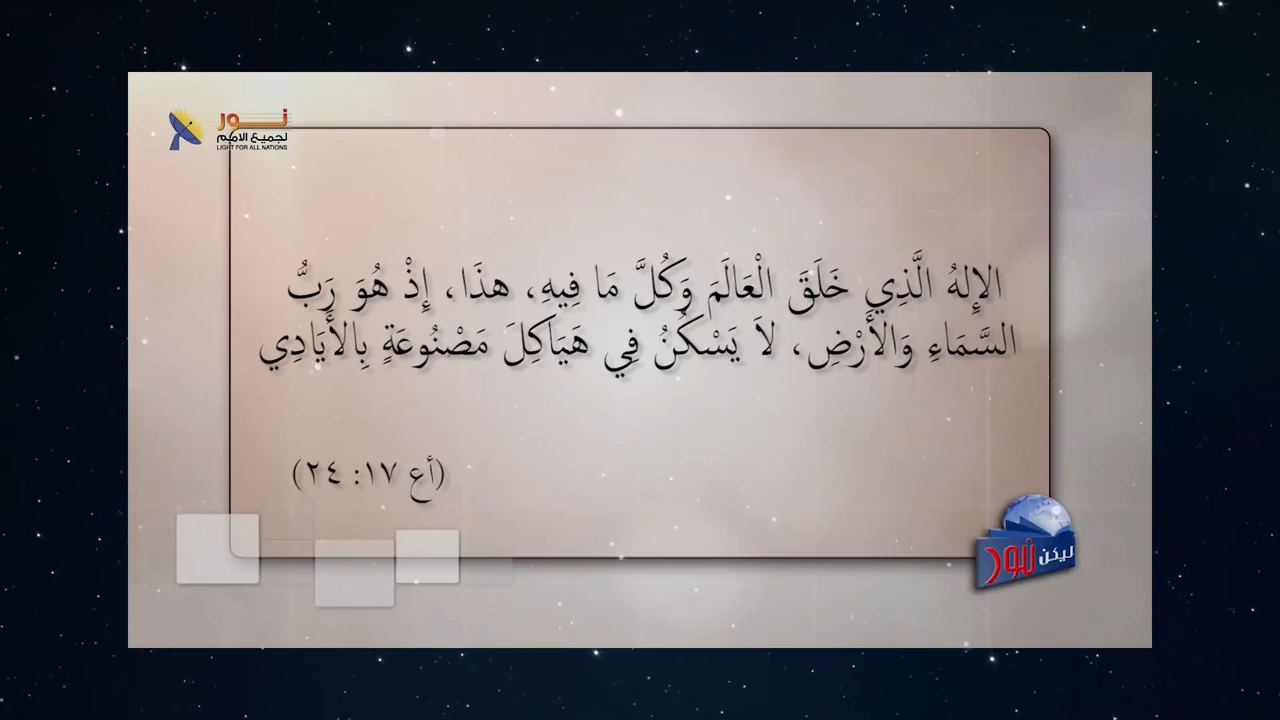 نور
لجميع الامم
LIGHT FOR ALL NATIONS
الإِلهُ الَّذِي خَلَقَ الْعَالَمَ وَكُلَّ مَا فِيهِ، هذَا، إِذْ هُوَ رَبُّ
السَّمَاءِ وَالأَرْضِ، لاَ يَسْكُنُ فِي هَيَاكِلَ مَصْنُوعَةٍ بِالأَيَادِي
(أع ١٧: ٢٤)
ليكن نور